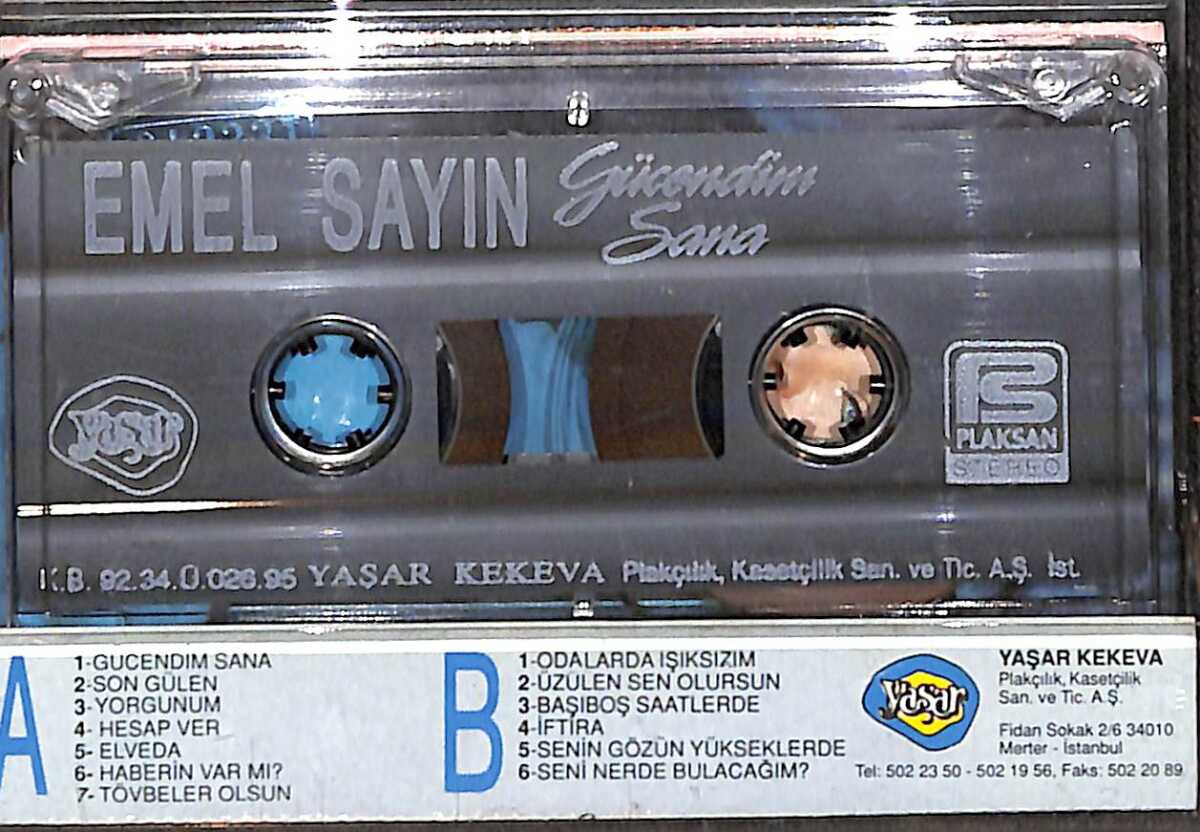 EMEL SAYIN Gücendim
Sana
Yaşar
PLAKSAN
STEREO
K.B. 92.34.Ü.026.95 YAŞAR KEKEVA Plakçılık, Kasetçilik San. ve Tic. A.Ş. İst.
A
1-GUCENDIM SANA
2-SON GÜLEN
3-YORGUNUM
4- HESAP VER
5- ELVEDA
6- HABERİN VAR MI?
7- TÖVBELER OLSUN
B
1-ODALARDA IŞIKSIZIM
2-ÜZÜLEN SEN OLURSUN
3-BAŞIBOŞ SAATLERDE
4-İFTİRA
5-SENİN GÖZÜN YÜKSEKLERDE
6-SENİ NERDE BULACAĞIM?
Yaşar
YAŞAR KEKEVA
Plakçılık, Kasetçilik
San. ve Tic. A.Ş.
Fidan Sokak 2/6 34010
Merter - İstanbul
Tel: 502 23 50 - 502 19 56, Faks: 502 20 89